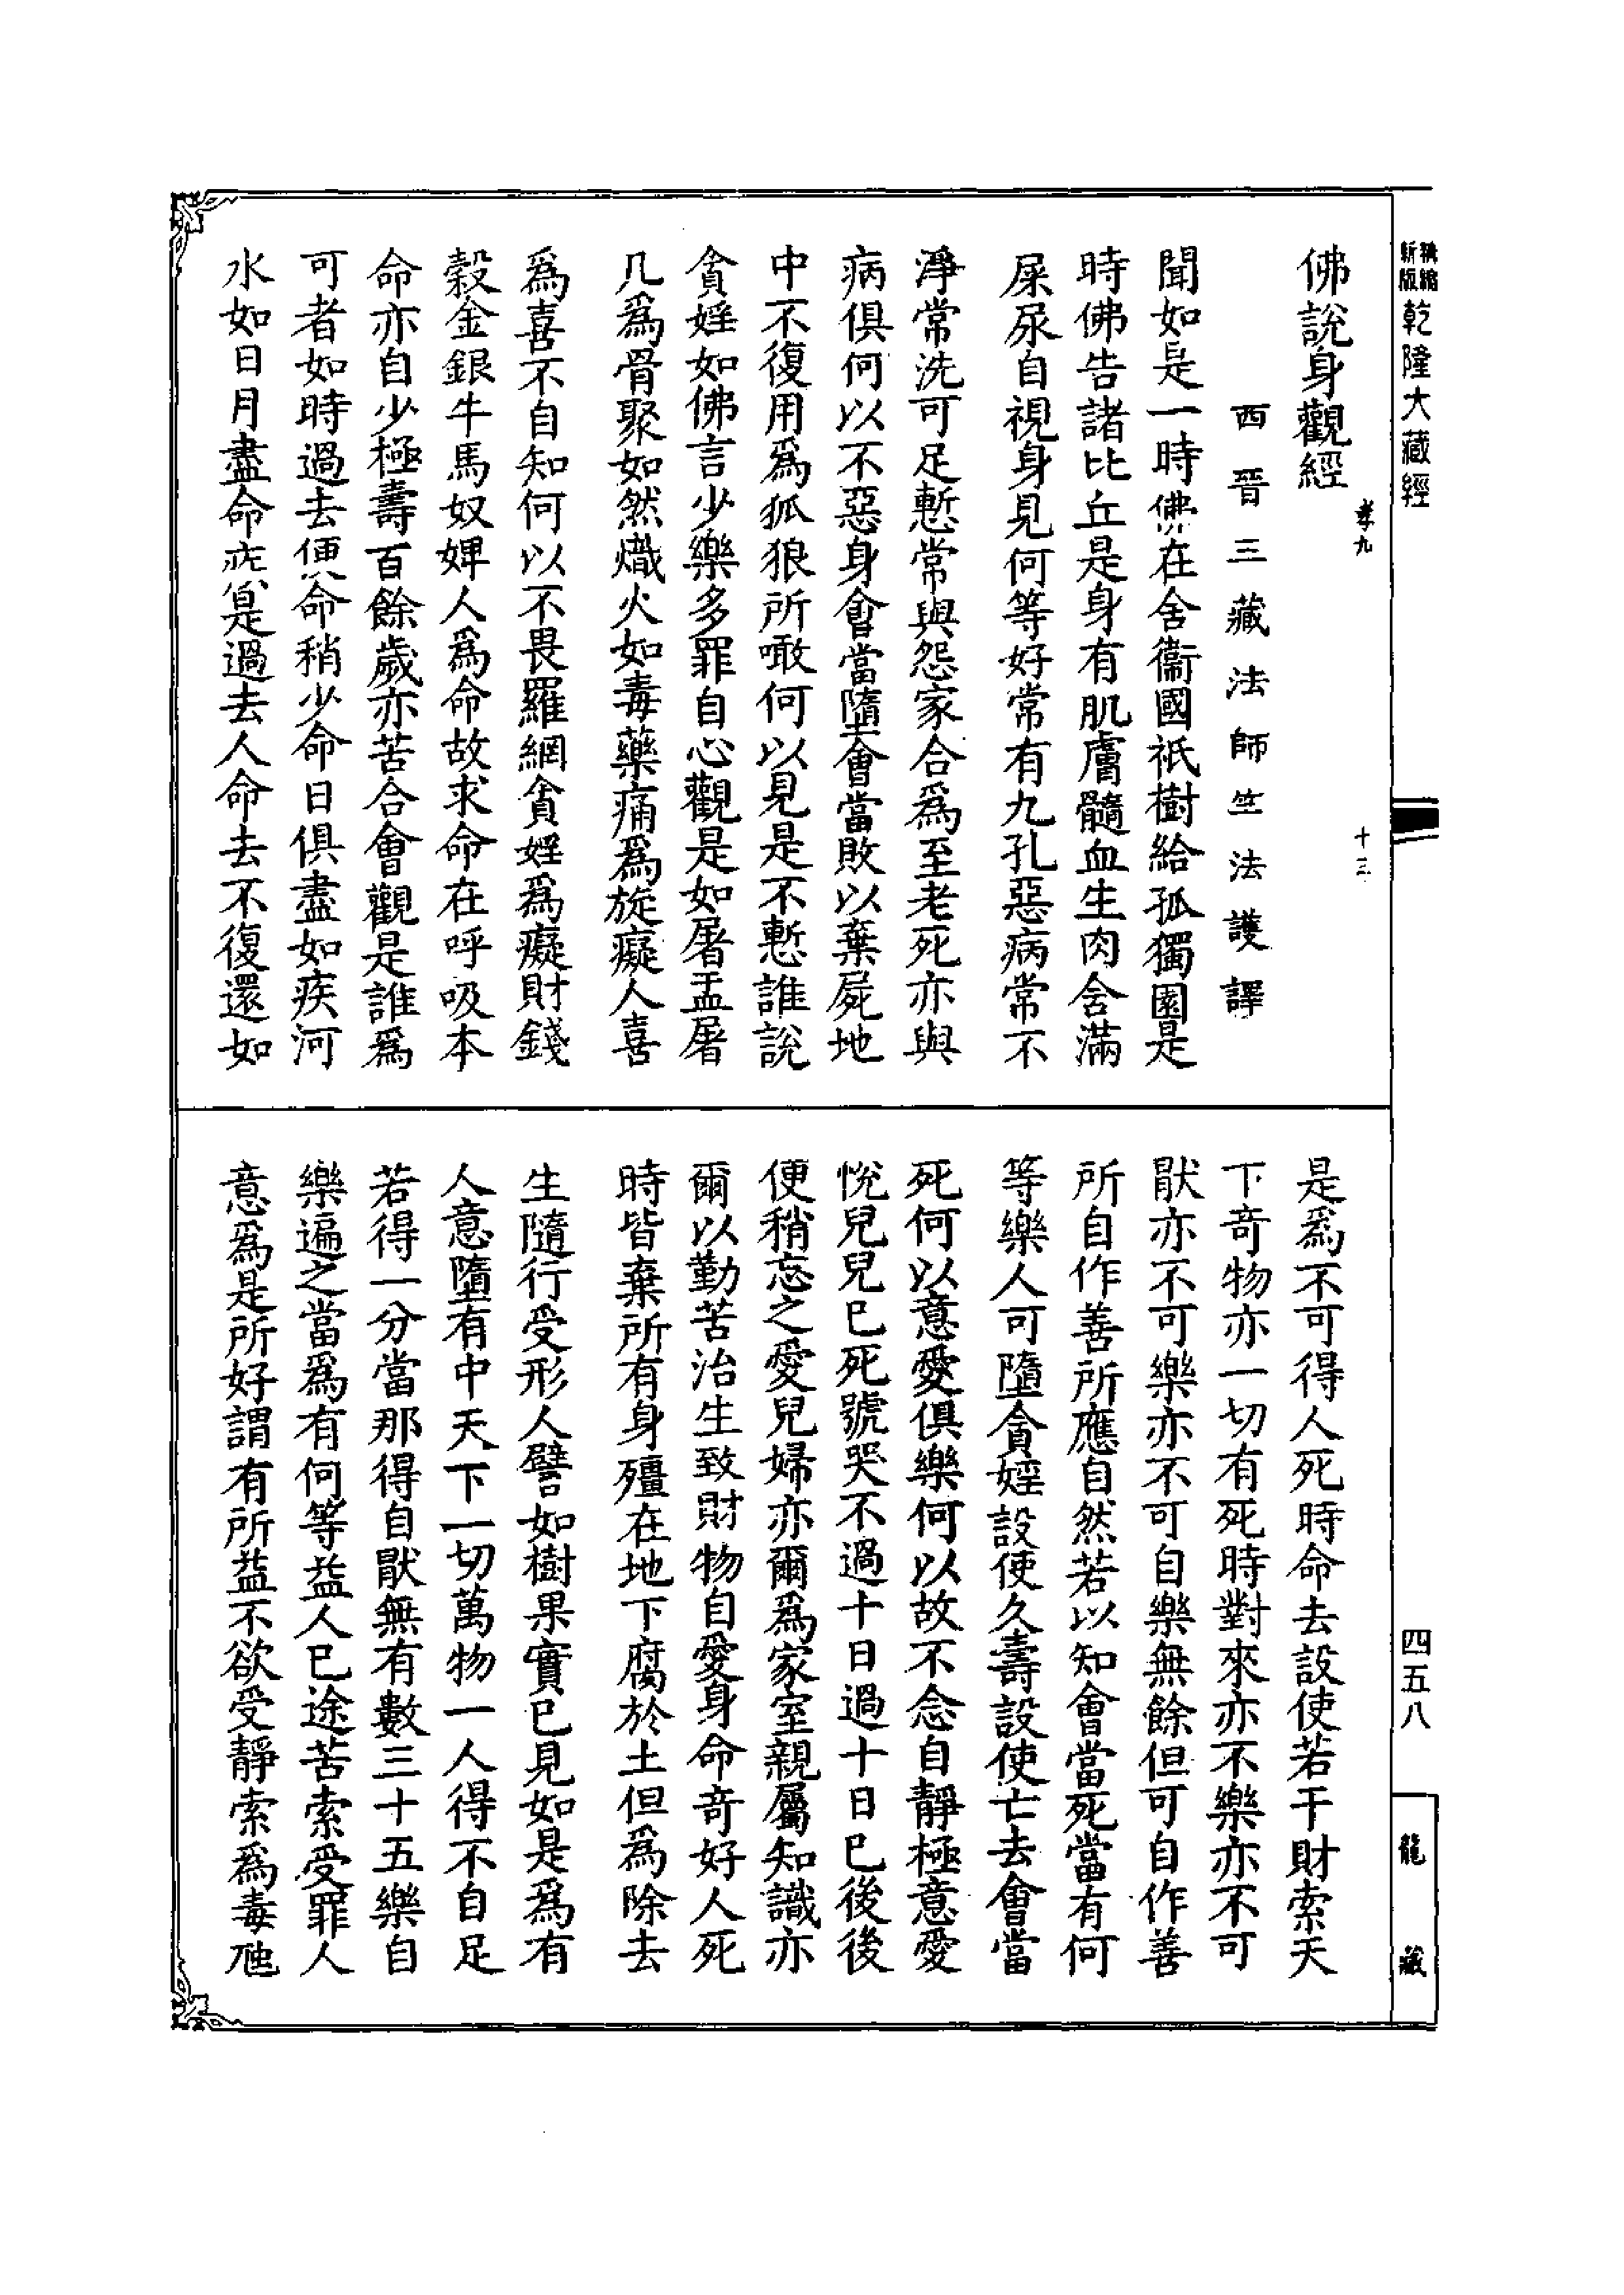 精縮新版 乾隆大藏經
四五八
龍藏
孝九 十三
佛說身觀經
西晉三藏法師竺法護譯
聞如是一時佛在舍衞國祇樹給孤獨園是
時佛告諸比丘是身有肌膚髓血生肉含滿
屎尿自視身見何等好常有九孔惡病常不
淨常洗可足慙常與怨家合為至老死亦與
病俱何以不惡身會當墮會當敗以棄屍地
中不復用為狐狼所噉何以見是不慙誰說
貪婬如佛言少樂多罪自心觀是如屠盂屠
几為骨聚如然熾火如毒藥痛為旋癡人喜
為喜不自知何以不畏羅網貪婬為癡財錢
穀金銀牛馬奴婢人為命故求命在呼吸本
命亦自少極壽百餘歲亦苦合會觀是誰為
可者如時過去便命稍少命日俱盡如疾河
水如日月盡命疾是過去人命去不復還如
是為不可得人死時命去設使若干財索天
下奇物亦一切有死時對來亦不樂亦不可
猒亦不可樂亦不可自樂無餘但可自作善
所自作善所應自然若以知會當死當有何
等樂人可墮貪婬設使久壽設使亡去會當
死何以意愛俱樂何以故不念自靜極意愛
悅兒兒已死號哭不過十日過十日已後後
便稍忘之愛兒婦亦爾為家室親屬知識亦
爾以勤苦治生致財物自愛身命奇好人死
時皆棄所有身殭在地下腐於土但為除去
生隨行受形人譬如樹果實已見如是為有
人意墮有中天下一切萬物一人得不自足
若得一分當那得自猒無有數三十五樂自
樂遍之當為有何等益人已途苦索受罪人
意為是所好謂有所益不欲受靜索為毒虵